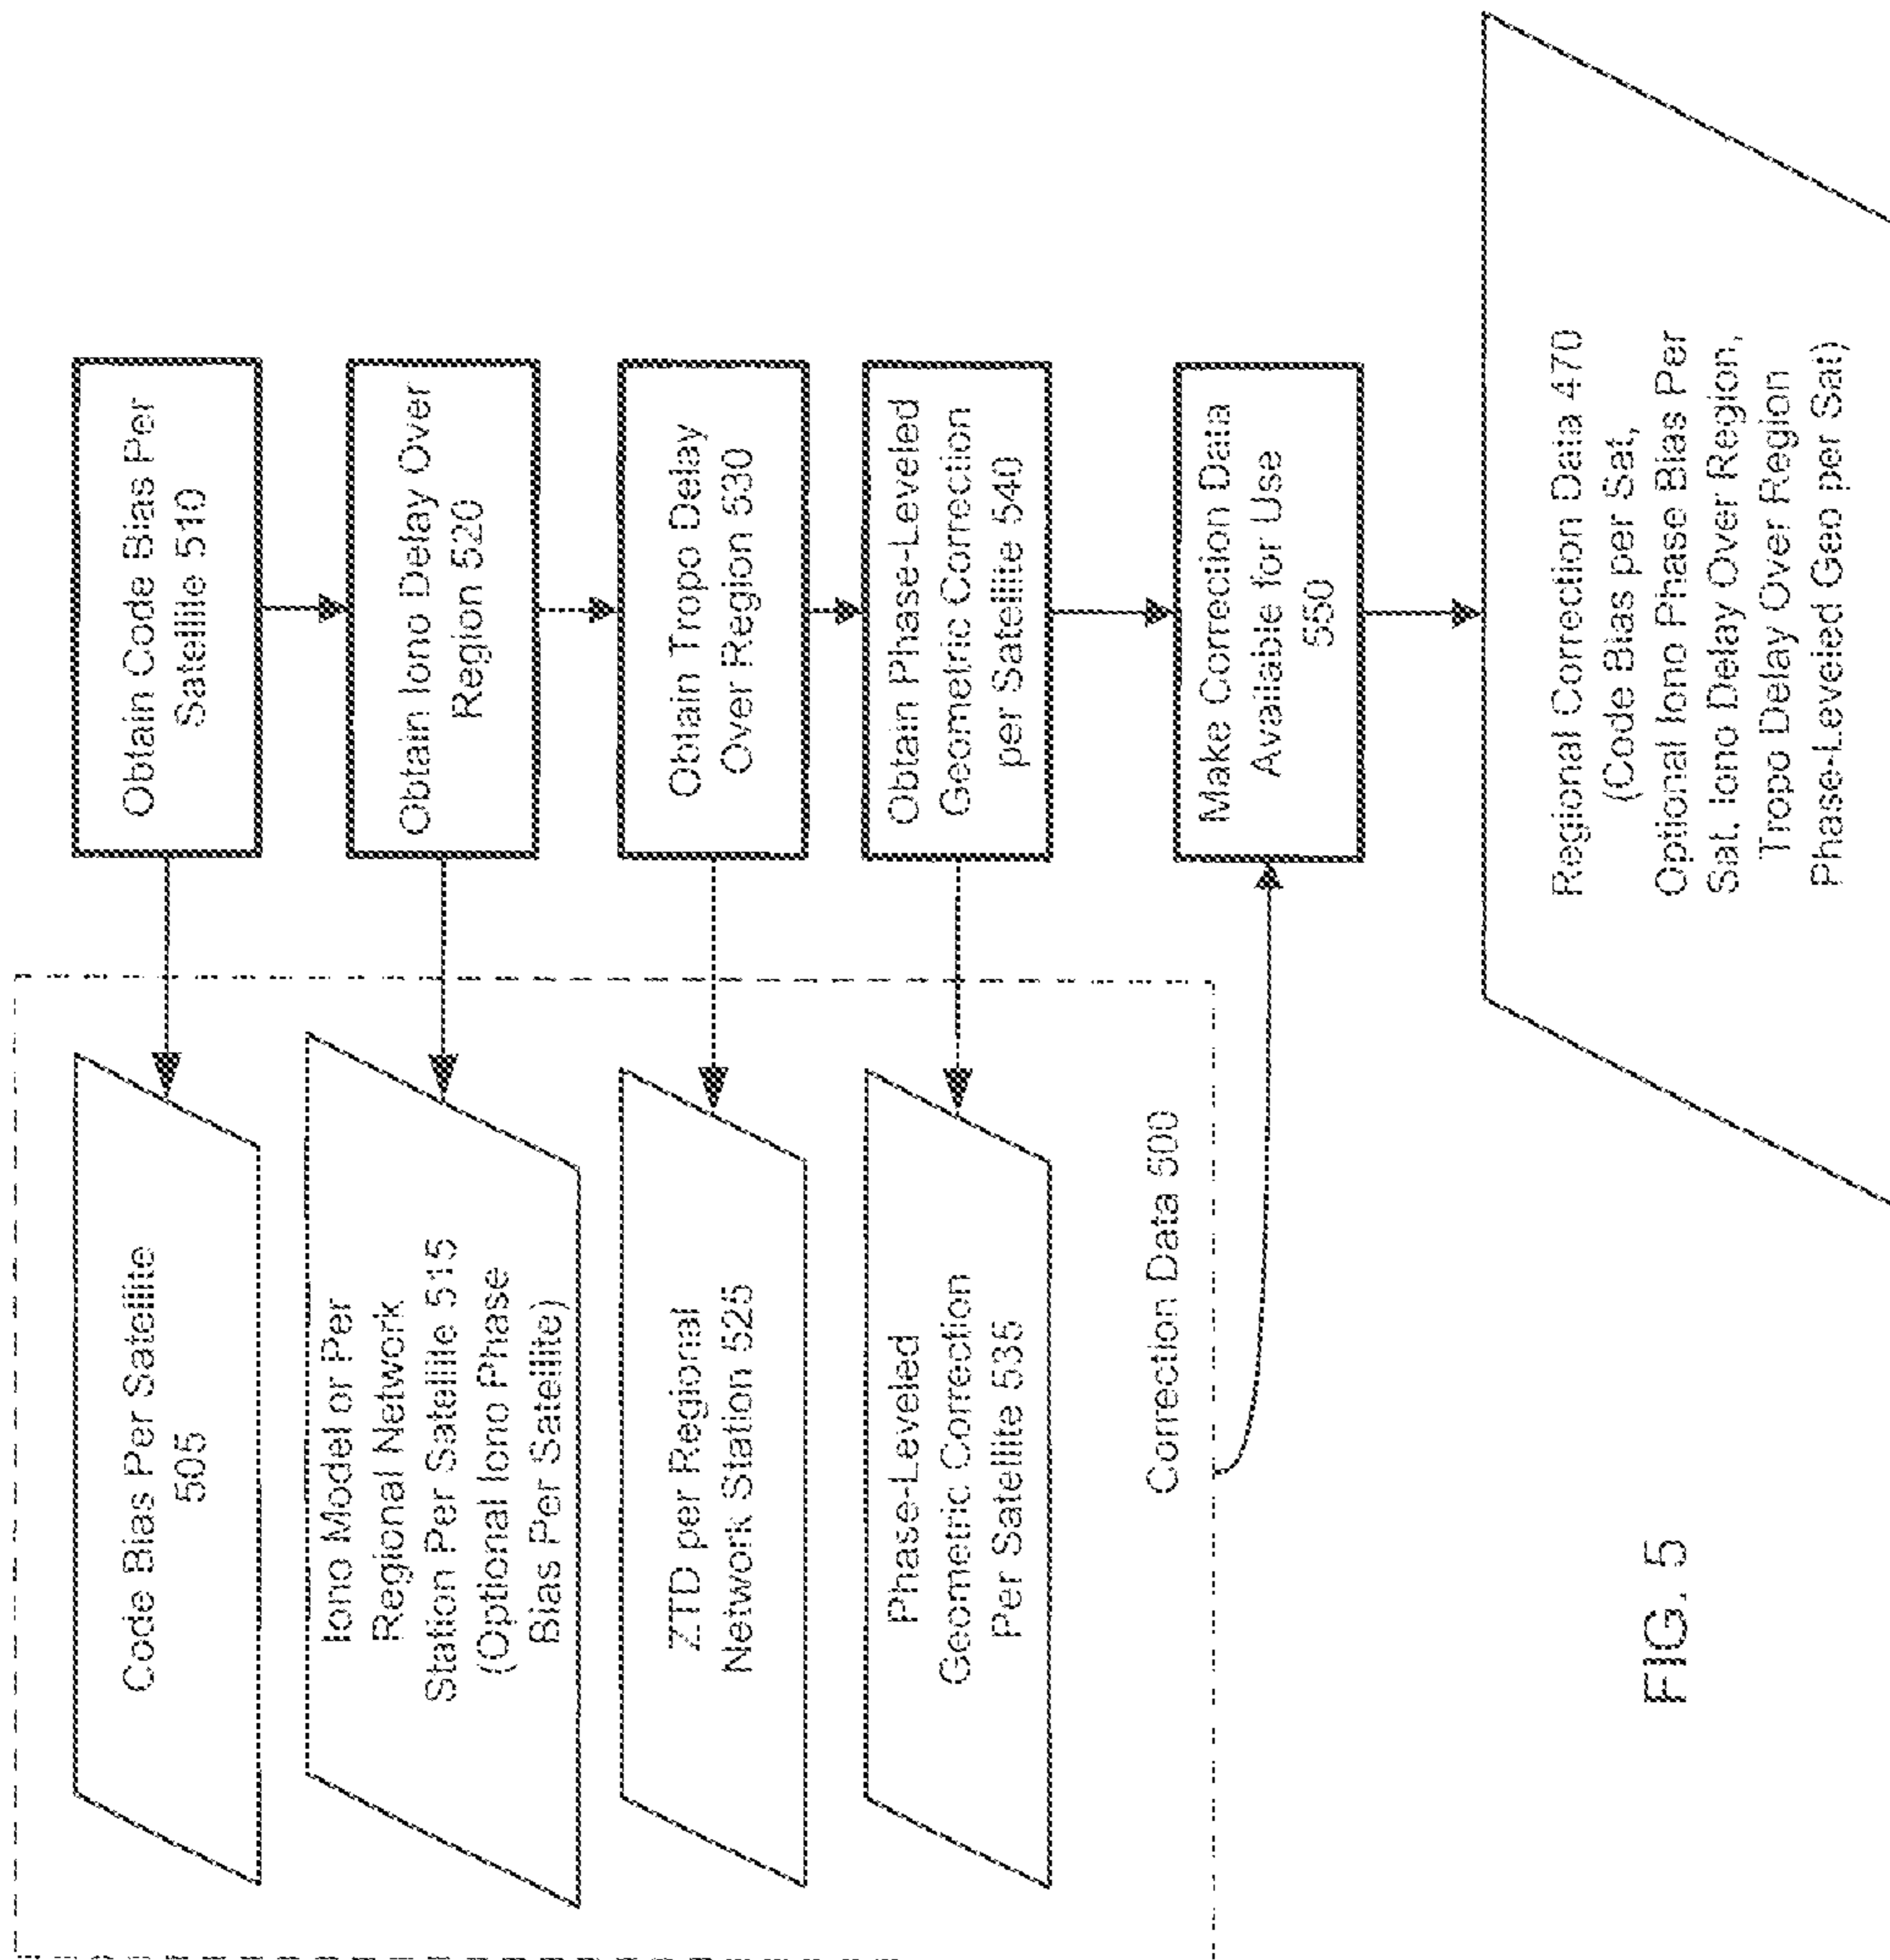 Obtain Code Bias Per
Satellite 510
Obtain Iono Delay Over
Region 520
Obtain Tropo Delay
Over Region 530
Obtain Phase-Leveled
Geometric Correction
per Satellite 540
Make Correction Data
Available for Use
550
Code Bias Per Satellite
505
Iono Model or Per
Regional Network
Station Per Satellite 515
(Optional Iono Phase
Bias Per Satellite)
ZTD per Regional
Network Station 525
Phase-Leveled
Geometric Correction
Per Satellite 535
Correction Data 500
Regional Correction Data 470
(Code Bias per Sat,
Optional Iono Phase Bias Per
Sat. Iono Delay Over Region,
Tropo Delay Over Region
Phase-Leveled Geo per Sat)
FIG. 5